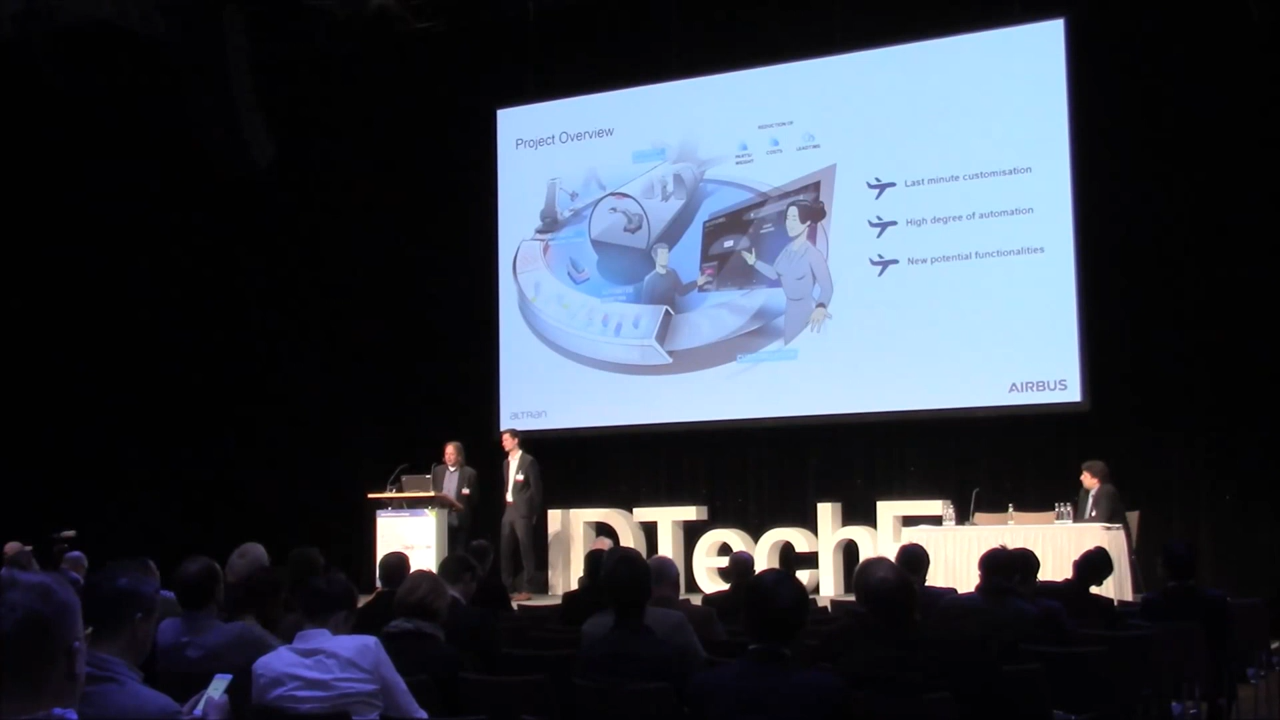 Project Overview
REDUCTION OF
PARTS/
WEIGHT
COSTS
LEADTIME
Last minute customisation
High degree of automation
New potential functionalities
altran
AIRBUS
IDTechE